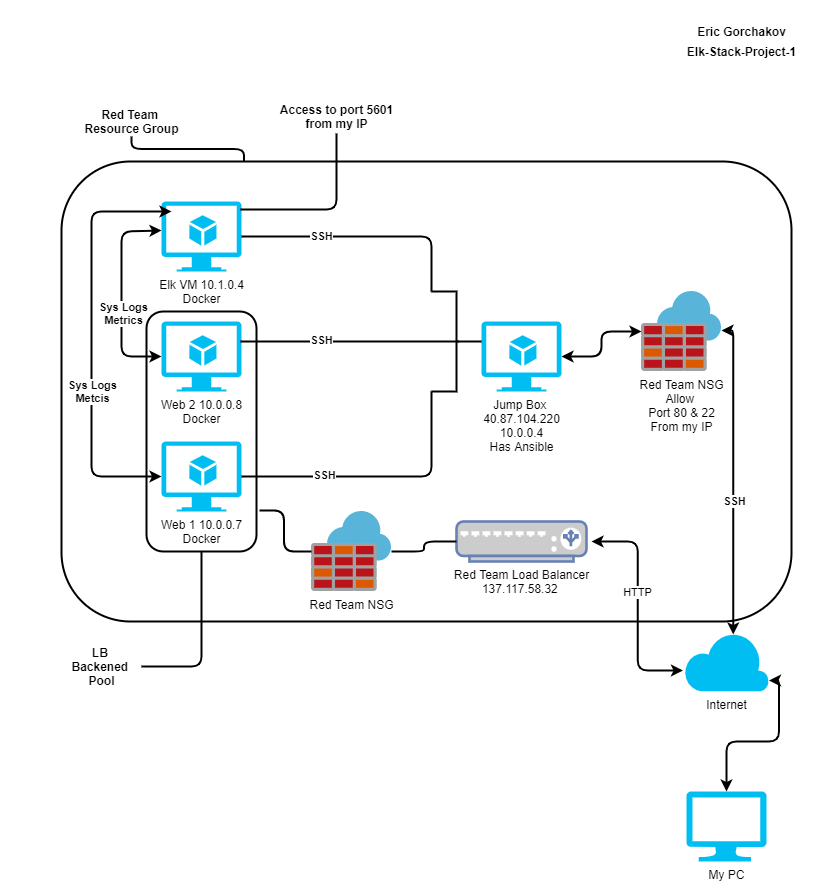 Eric Gorchakov
Elk-Stack-Project-1
Red Team
Resource Group
Access to port 5601
from my IP
SSH
Elk VM 10.1.0.4
Docker
Sys Logs
Metrics
SSH
Web 2 10.0.0.8
Docker
Sys Logs
Metcis
Jump Box
40.87.104.220
10.0.0.4
Has Ansible
Red Team NSG
Allow
Port 80 & 22
From my IP
SSH
Web 1 10.0.0.7
Docker
SSH
Red Team NSG
Red Team Load Balancer
137.117.58.32
HTTP
LB
Backened
Pool
Internet
My PC